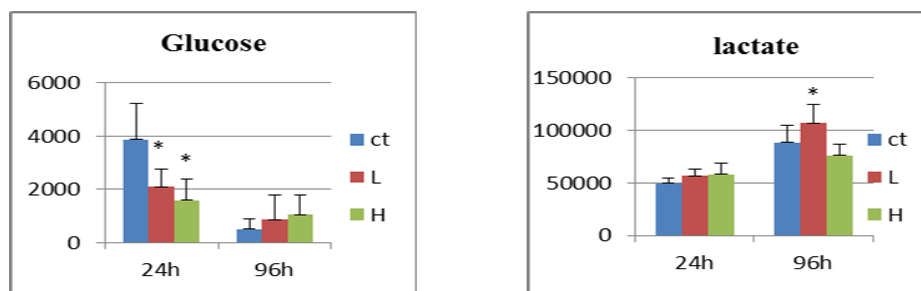 Glucose
6000
4000
2000
0
*
*
24h
96h
ct
L
H
lactate
150000
100000
50000
0
*
24h
96h
ct
L
H